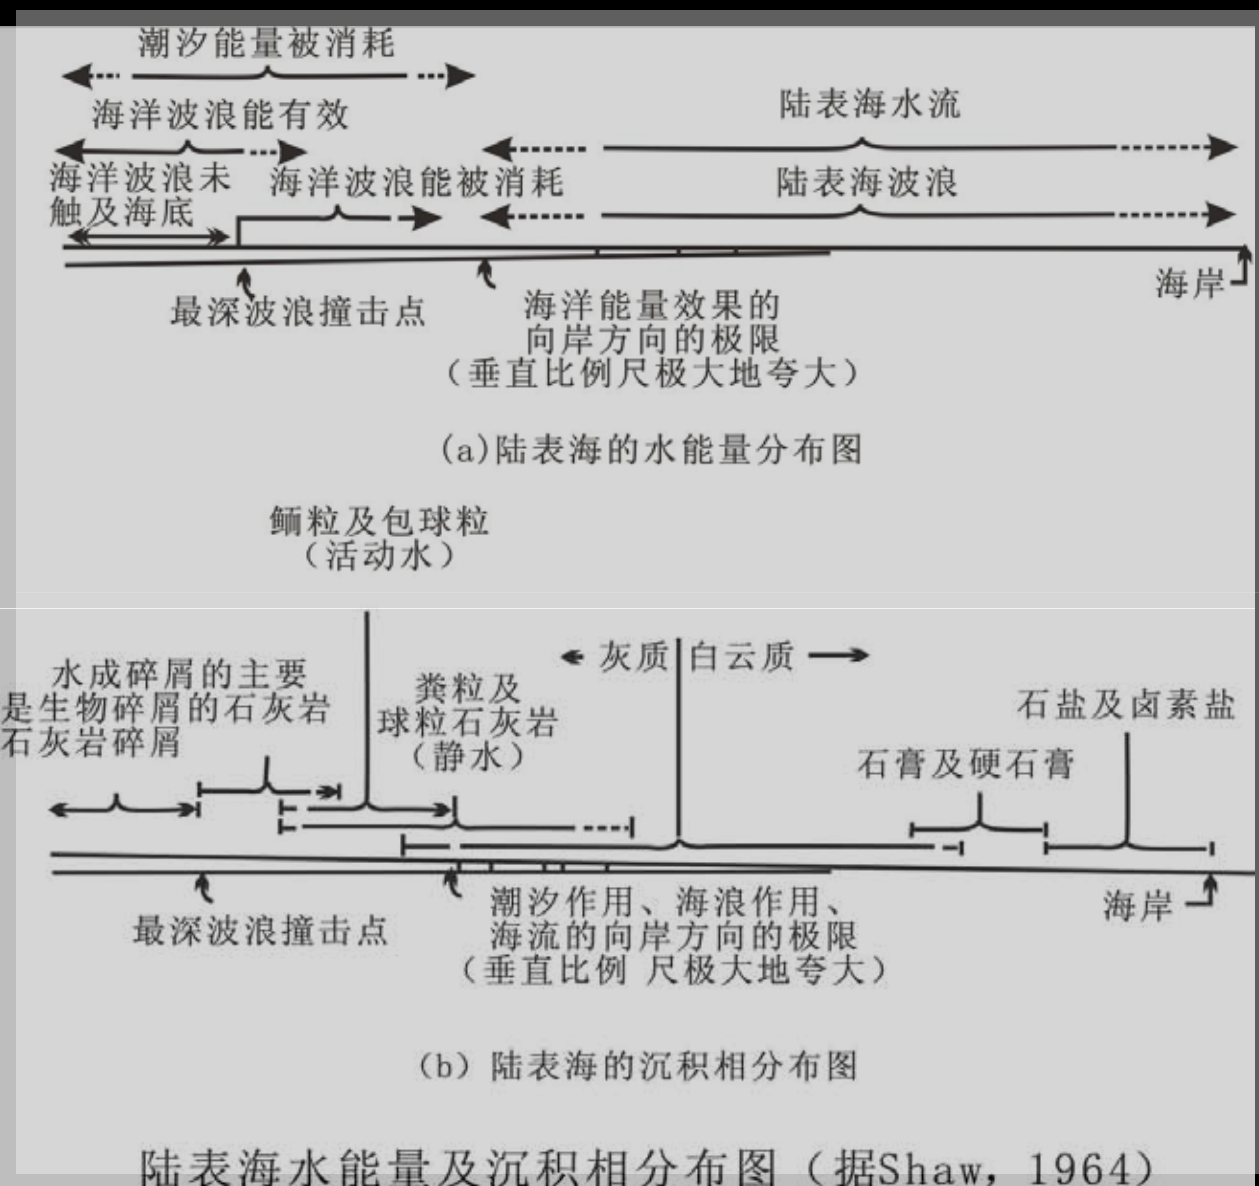 潮汐能量被消耗
海洋波浪能有效
陆表海水流
海洋波浪未
触及海底
海洋波浪能被消耗
陆表海波浪
最深波浪撞击点
海洋能量效果的
向岸方向的极限
（垂直比例尺极大地夸大）
海岸
(a)陆表海的水能量分布图
鲕粒及包球粒
（活动水）
水成碎屑的主要
是生物碎屑的石灰岩
石灰岩碎屑
粪粒及
球粒石灰岩
（静水）
灰质 白云质
石膏及硬石膏
石盐及卤素盐
最深波浪撞击点
潮汐作用、海浪作用、
海流的向岸方向的极限
（垂直比例 尺极大地夸大）
海岸
（b）陆表海的沉积相分布图
陆表海水能量及沉积相分布图（据Shaw，1964）